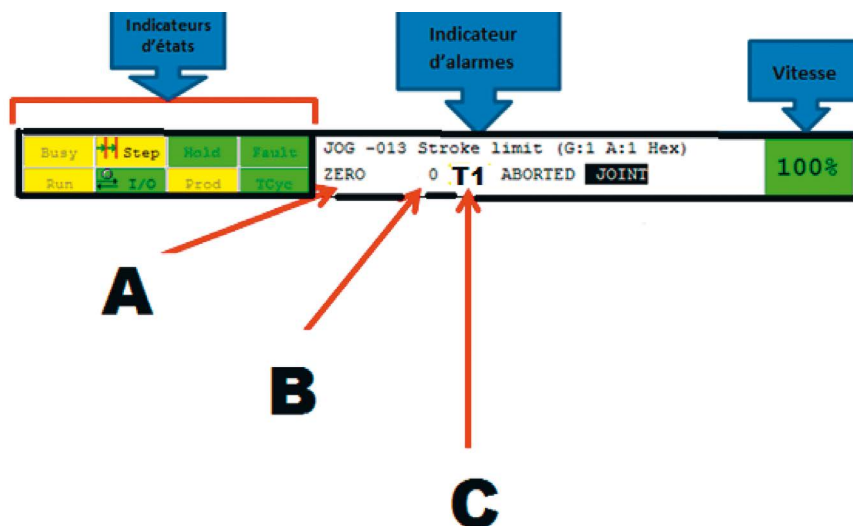 Indicateurs
d'états
Indicateur
d'alarmes
Vitesse
Busy Step Hold Fault
Run I/O Prod TCyc
JOG -013 Stroke limit (G:1 A:1 Hex)
ZERO 0 T1 ABORTED JOINT
100%
A
B
C